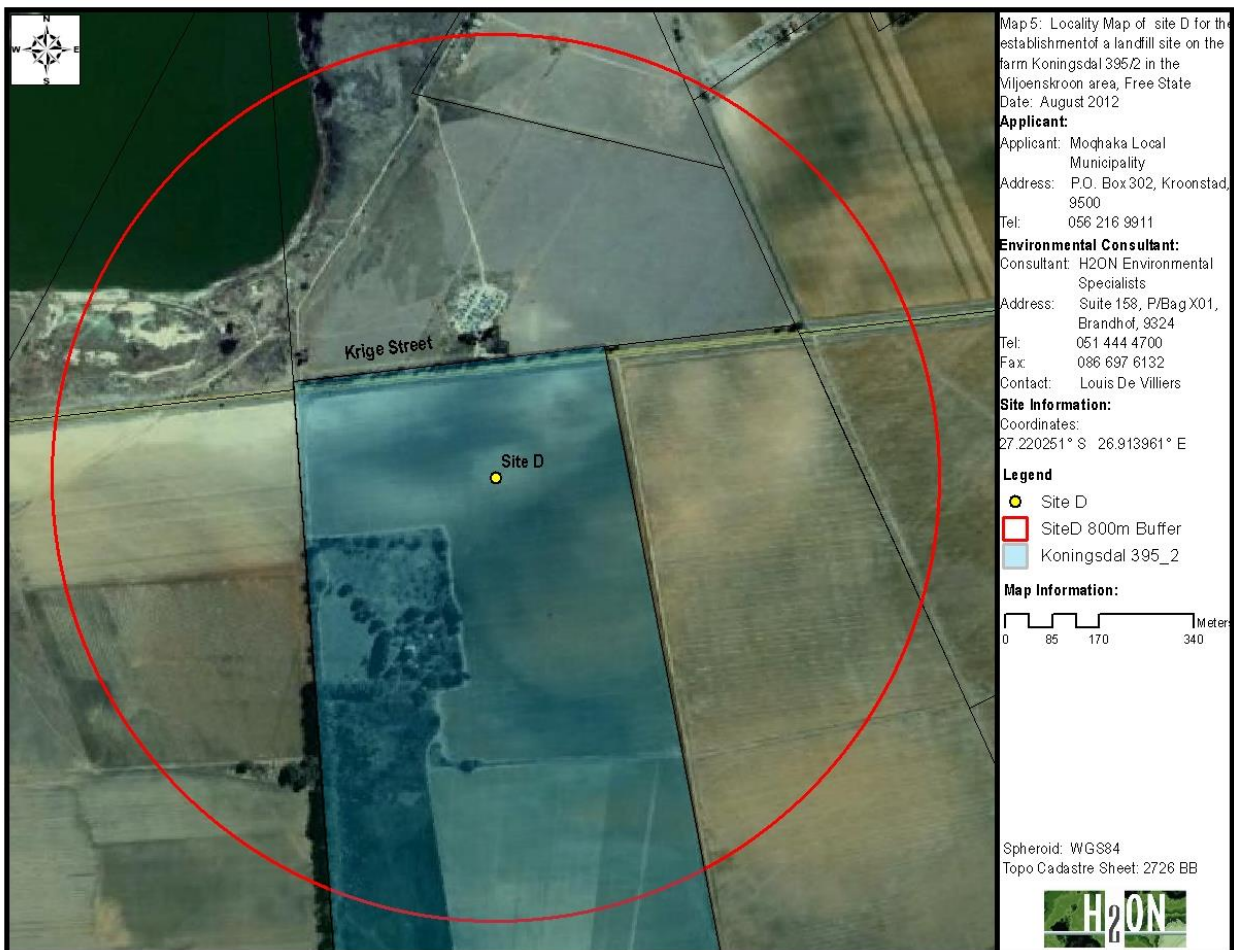 N
W E
S
Krige Street
Site D
Map 5: Locality Map of site D for the
establishmentof a landfill site on the
farm Koningsdal 395/2 in the
Viljoenskroon area, Free State
Date: August 2012
Applicant:
Applicant: Moqhaka Local
Municipality
Address: P.O. Box 302, Kroonstad,
9500
Tel: 056 216 9911
Environmental Consultant:
Consultant: H2ON Environmental
Specialists
Address: Suite 158, P/Bag X01,
Brandhof, 9324
Tel: 051 444 4700
Fax: 086 697 6132
Contact: Louis De Villiers
Site Information:
Coordinates:
27.220251° S 26.913961° E
Legend
Site D
SiteD 800m Buffer
Koningsdal 395_2
Map Information:
Meters
0 85 170 340
Spheroid: WGS84
Topo Cadastre Sheet: 2726 BB
H2ON